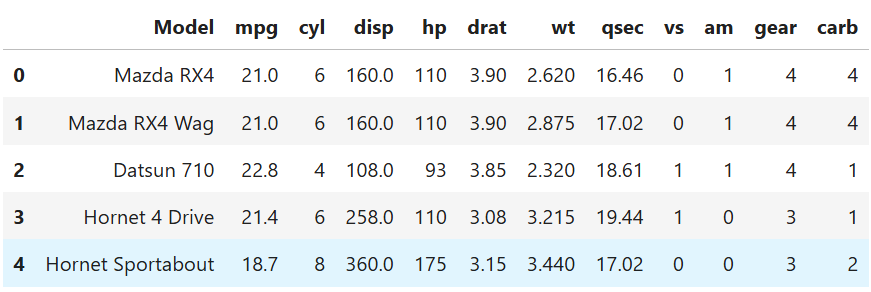 Model mpg cyl disp hp drat wt qsec vs am gear carb
0 Mazda RX4 21.0 6 160.0 110 3.90 2.620 16.46 0 1 4 4
1 Mazda RX4 Wag 21.0 6 160.0 110 3.90 2.875 17.02 0 1 4 4
2 Datsun 710 22.8 4 108.0 93 3.85 2.320 18.61 1 1 4 1
3 Hornet 4 Drive 21.4 6 258.0 110 3.08 3.215 19.44 1 0 3 1
4 Hornet Sportabout 18.7 8 360.0 175 3.15 3.440 17.02 0 0 3 2